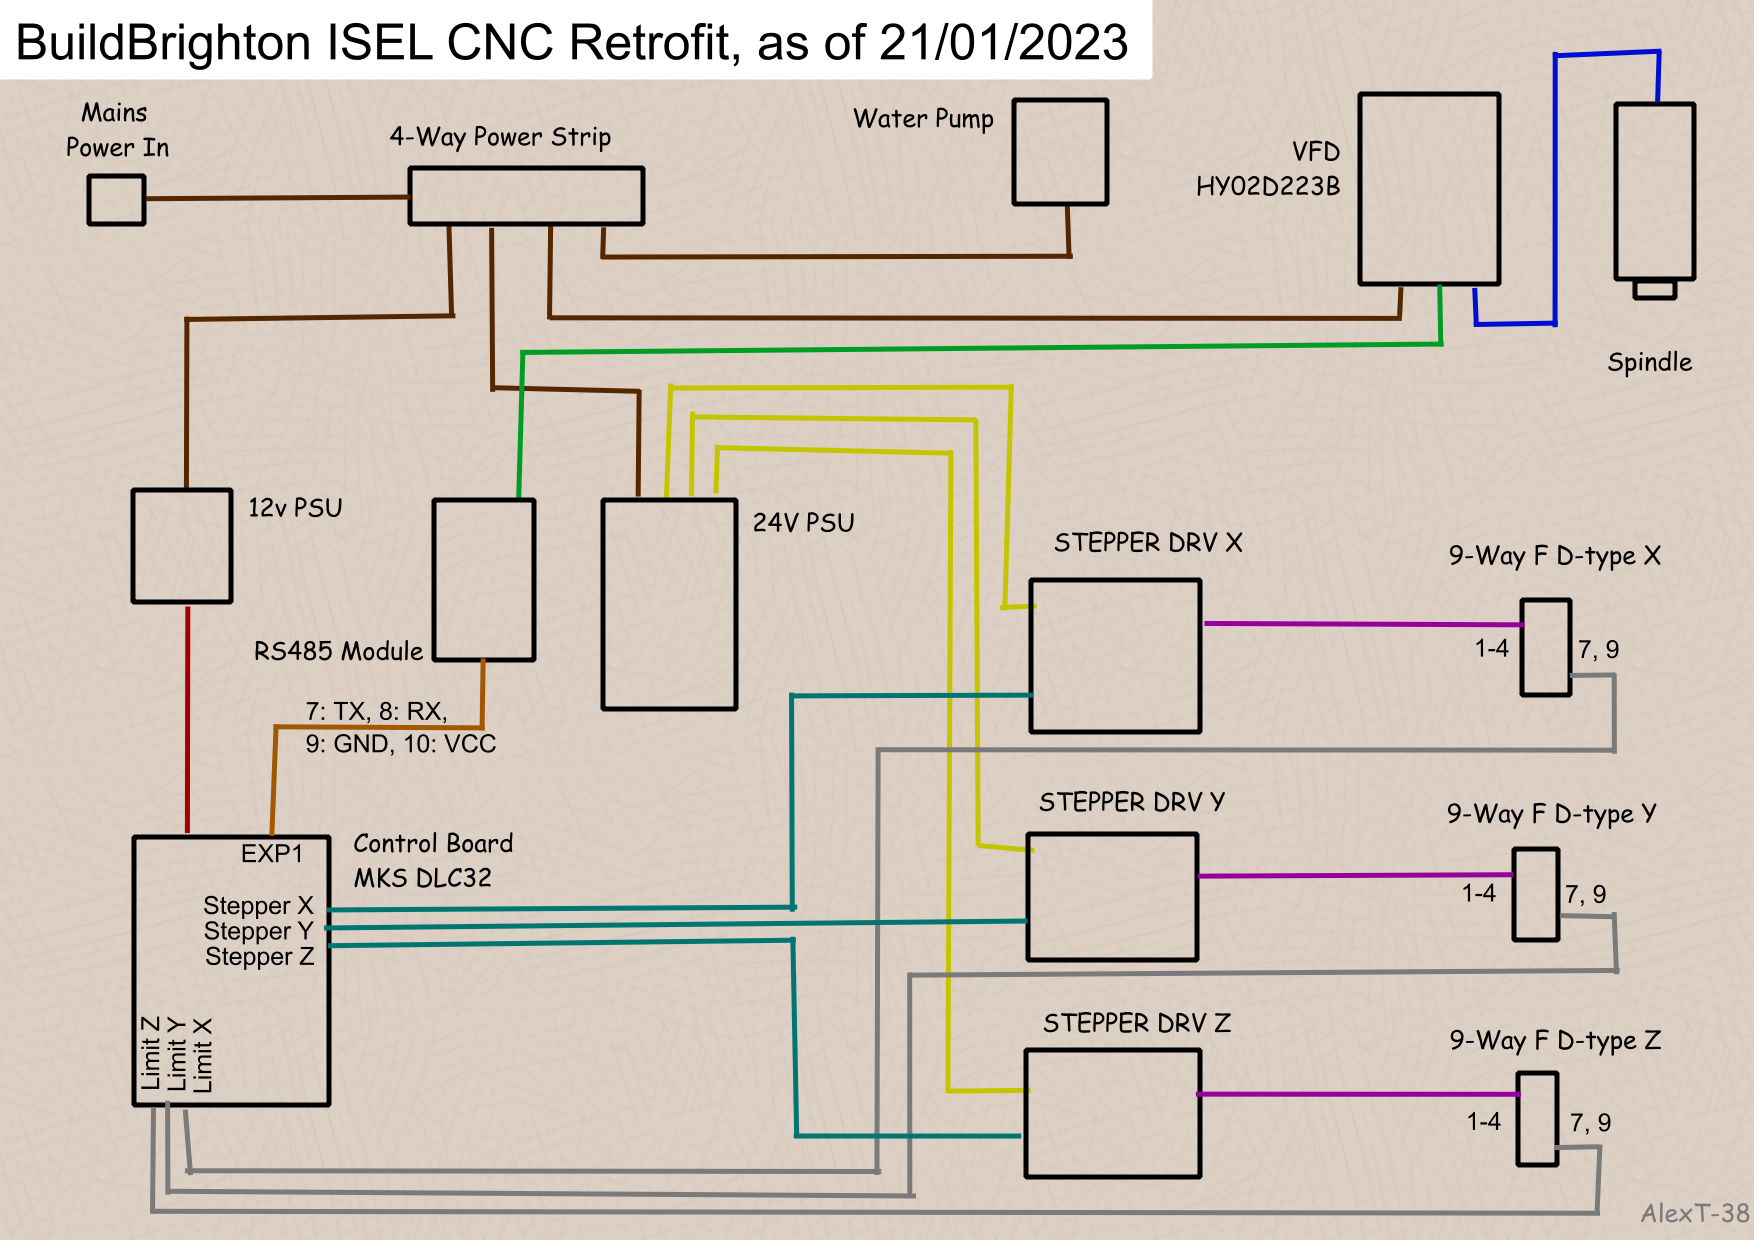 BuildBrighton ISEL CNC Retrofit, as of 21/01/2023
Mains
Power In
4-Way Power Strip
Water Pump
VFD
HY02D223B
Spindle
12v PSU
RS485 Module
24V PSU
7: TX, 8: RX,
9: GND, 10: VCC
STEPPER DRV X
9-Way F D-type X
1-4
7, 9
Control Board
MKS DLC32
EXP1
Stepper X
Stepper Y
Stepper Z
Limit Z
Limit Y
Limit X
STEPPER DRV Y
9-Way F D-type Y
1-4
7, 9
STEPPER DRV Z
9-Way F D-type Z
1-4
7, 9
AlexT-38